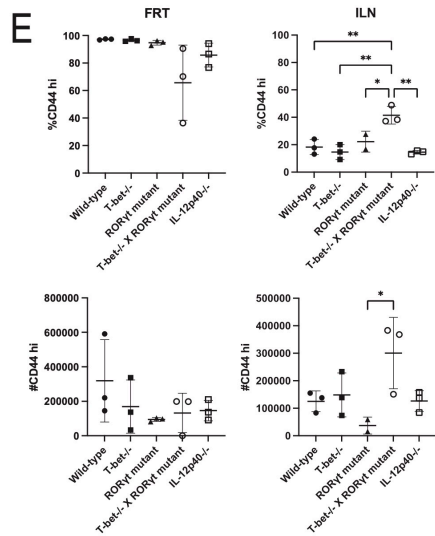 E
FRT
%CD44 hi
100
80
60
40
20
0
Wild-type
T-bet-/-
RORγt mutant
T-bet-/- X RORγt mutant
IL-12p40-/-
ILN
%CD44 hi
100
80
60
40
20
0
**
**
*
**
Wild-type
T-bet-/-
RORγt mutant
T-bet-/- X RORγt mutant
IL-12p40-/-
#CD44 hi
800000
600000
400000
200000
0
Wild-type
T-bet-/-
RORγt mutant
T-bet-/- X RORγt mutant
IL-12p40-/-
#CD44 hi
500000
400000
300000
200000
100000
0
*
Wild-type
T-bet-/-
RORγt mutant
T-bet-/- X RORγt mutant
IL-12p40-/-